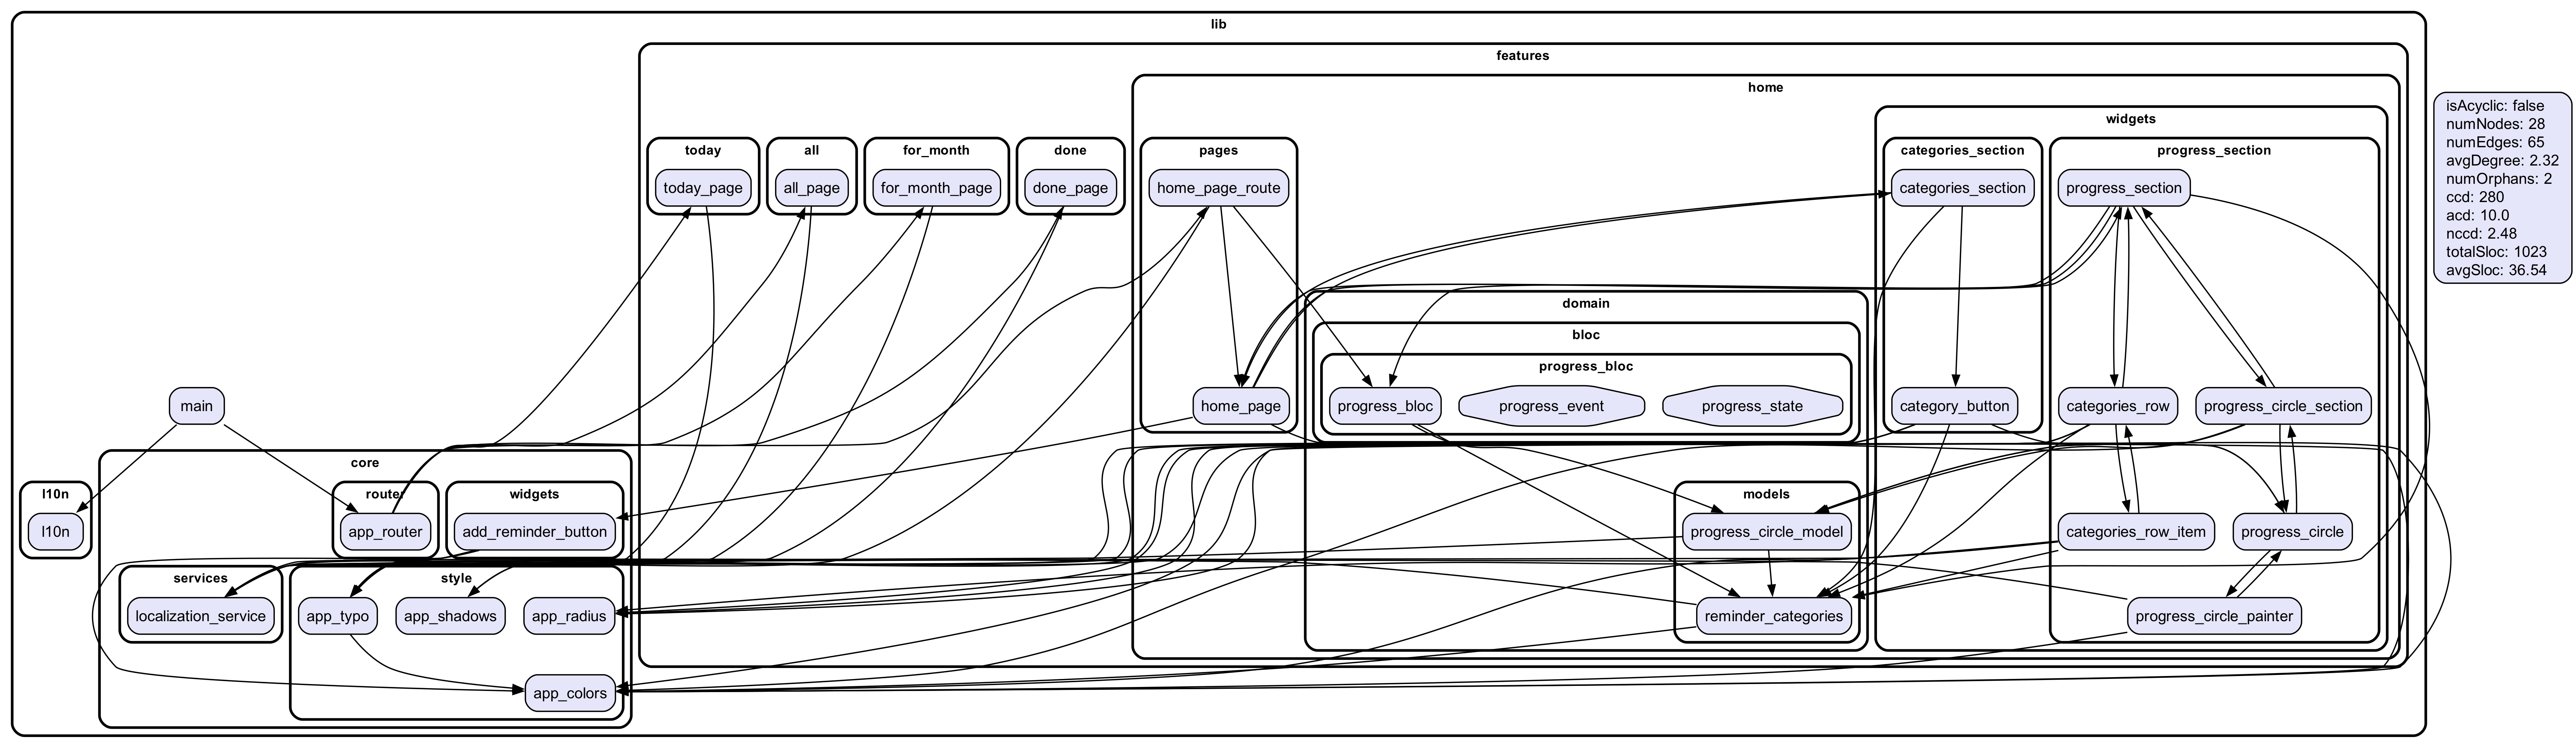 lib
features
home
widgets
today
all
for_month
done
pages
categories_section
progress_section
today_page
all_page
for_month_page
done_page
home_page_route
categories_section
progress_section
isAcyclic: false
numNodes: 28
numEdges: 65
avgDegree: 2.32
numOrphans: 2
ccd: 280
acd: 10.0
nccd: 2.48
totalSloc: 1023
avgSloc: 36.54
domain
bloc
progress_bloc
main
home_page
progress_bloc
progress_event
progress_state
category_button
categories_row
progress_circle_section
core
l10n
router
widgets
models
l10n
app_router
add_reminder_button
progress_circle_model
categories_row_item
progress_circle
services
style
localization_service
app_typo
app_shadows
app_radius
reminder_categories
progress_circle_painter
app_colors